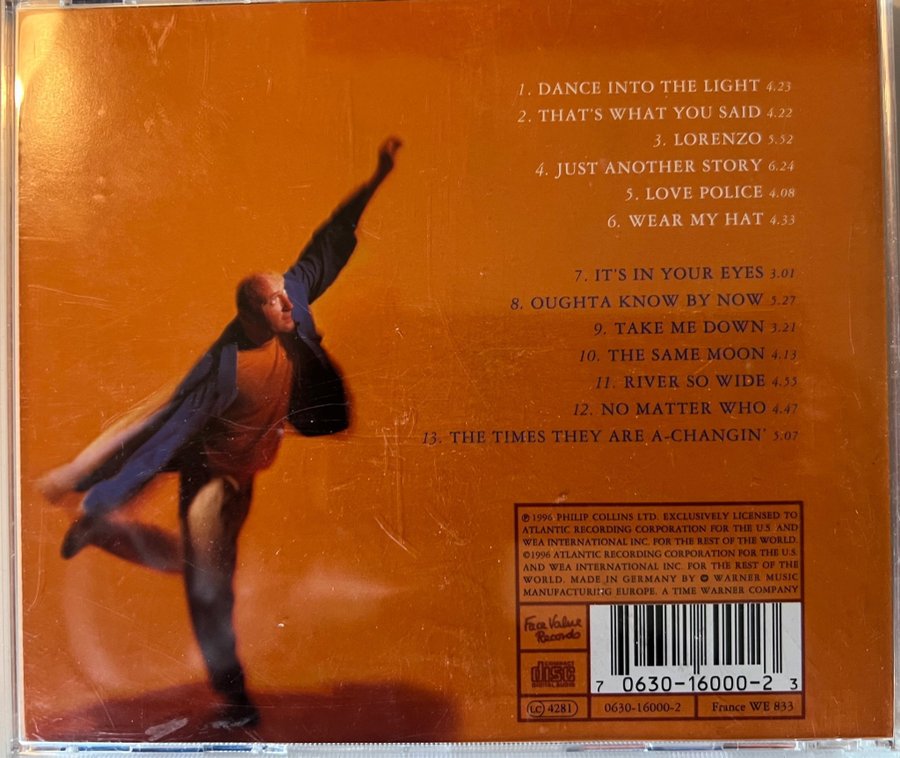 1. DANCE INTO THE LIGHT 4.23
2. THAT'S WHAT YOU SAID 4.22
3. LORENZO 5.52
4. JUST ANOTHER STORY 6.24
5. LOVE POLICE 4.08
6. WEAR MY HAT 4.33
7. IT'S IN YOUR EYES 3.01
8. OUGHTA KNOW BY NOW 5.27
9. TAKE ME DOWN 3.21
10. THE SAME MOON 4.13
11. RIVER SO WIDE 4.55
12. NO MATTER WHO 4.47
13. THE TIMES THEY ARE A-CHANGIN' 5.07
℗ 1996 PHILIP COLLINS LTD. EXCLUSIVELY LICENSED TO
ATLANTIC RECORDING CORPORATION FOR THE U.S. AND
WEA INTERNATIONAL INC. FOR THE REST OF THE WORLD.
©1996 ATLANTIC RECORDING CORPORATION FOR THE U.S.
AND WEA INTERNATIONAL INC. FOR THE REST OF THE
WORLD. MADE IN GERMANY BY WARNER MUSIC
MANUFACTURING EUROPE. A TIME WARNER COMPANY
Face Value
Records
COMPACT
disc
DIGITAL AUDIO
7 0630-16000-2 3
LC 4281
0630-16000-2
France WE 833